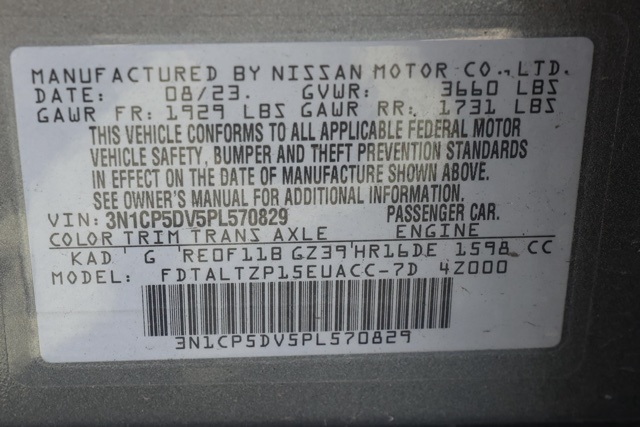 MANUFACTURED BY NISSAN MOTOR CO., LTD.
DATE: 08/23. GVWR: 3660 LBS
GAWR FR: 1929 LBS GAWR RR: 1731 LBS
THIS VEHICLE CONFORMS TO ALL APPLICABLE FEDERAL MOTOR
VEHICLE SAFETY, BUMPER AND THEFT PREVENTION STANDARDS
IN EFFECT ON THE DATE OF MANUFACTURE SHOWN ABOVE.
SEE OWNER'S MANUAL FOR ADDITIONAL INFORMATION.
VIN: 3N1CP5DV5PL570829 PASSENGER CAR.
COLOR TRIM TRANS AXLE ENGINE
KAD G 'RE0F11B GZ39'HR16DE 1598 CC
MODEL: FDTALTZP15EUACC-7D 4Z000
3N1CP5DV5PL570829